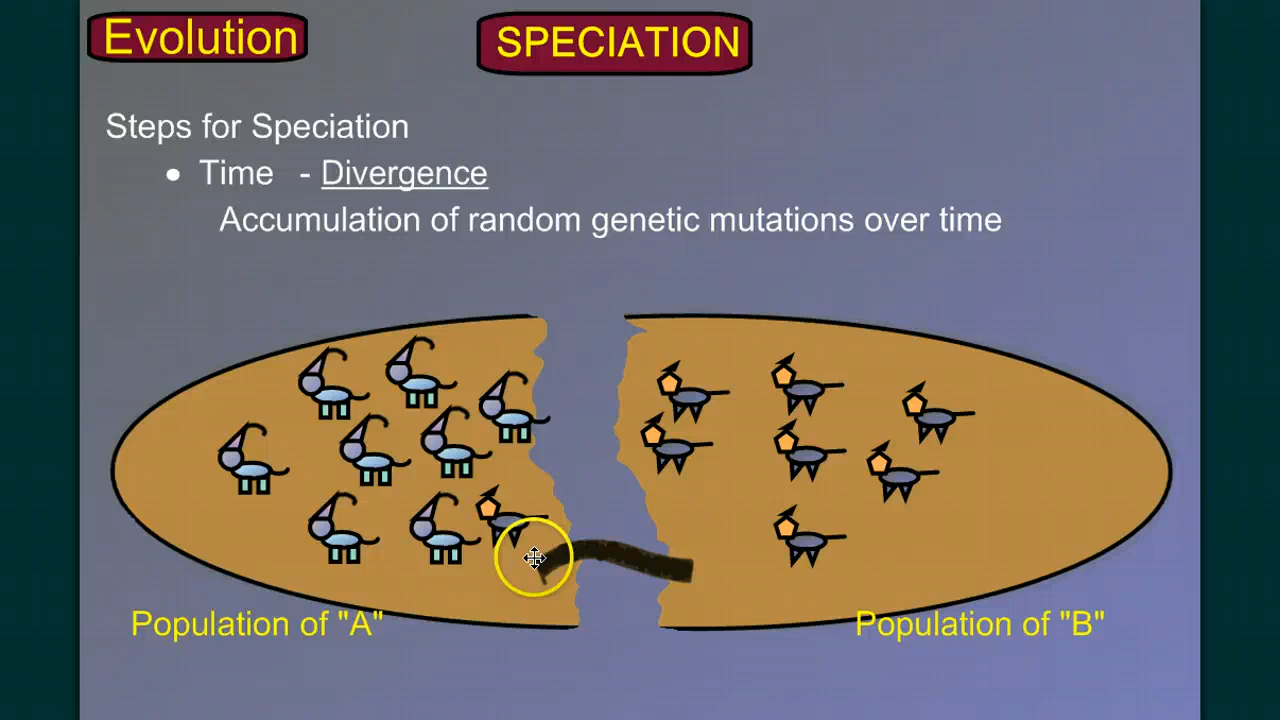 Evolution
SPECIATION
Steps for Speciation
• Time - Divergence
Accumulation of random genetic mutations over time
Population of "A"
Population of "B"